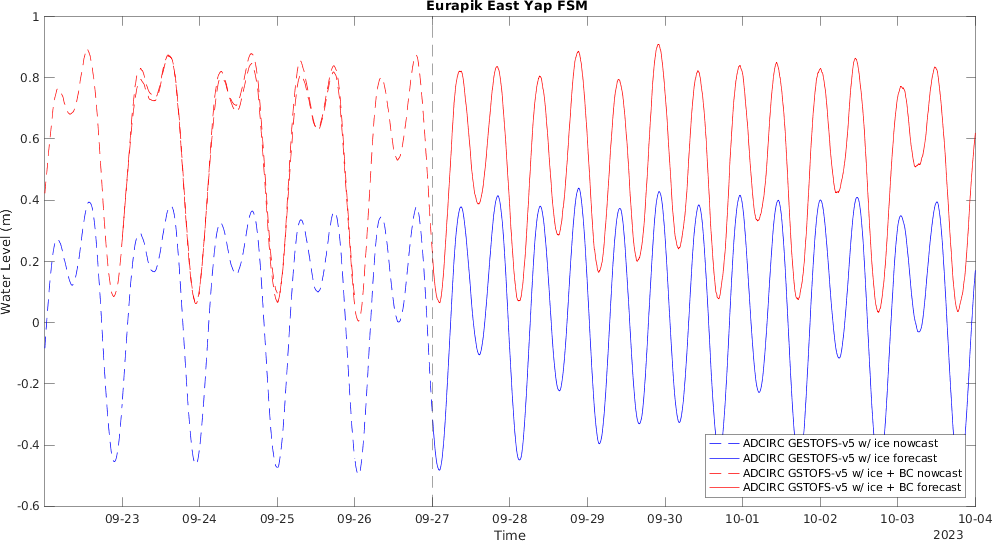 Eurapik East Yap FSM
1
0.8
0.6
0.4
0.2
0
-0.2
-0.4
-0.6
Water Level (m)
ADCIRC GESTOFS-v5 w/ ice nowcast
ADCIRC GESTOFS-v5 w/ ice forecast
ADCIRC GSTOFS-v5 w/ ice + BC nowcast
ADCIRC GSTOFS-v5 w/ ice + BC forecast
09-23 09-24 09-25 09-26 09-27 09-28 09-29 09-30 10-01 10-02 10-03 10-04
Time 2023